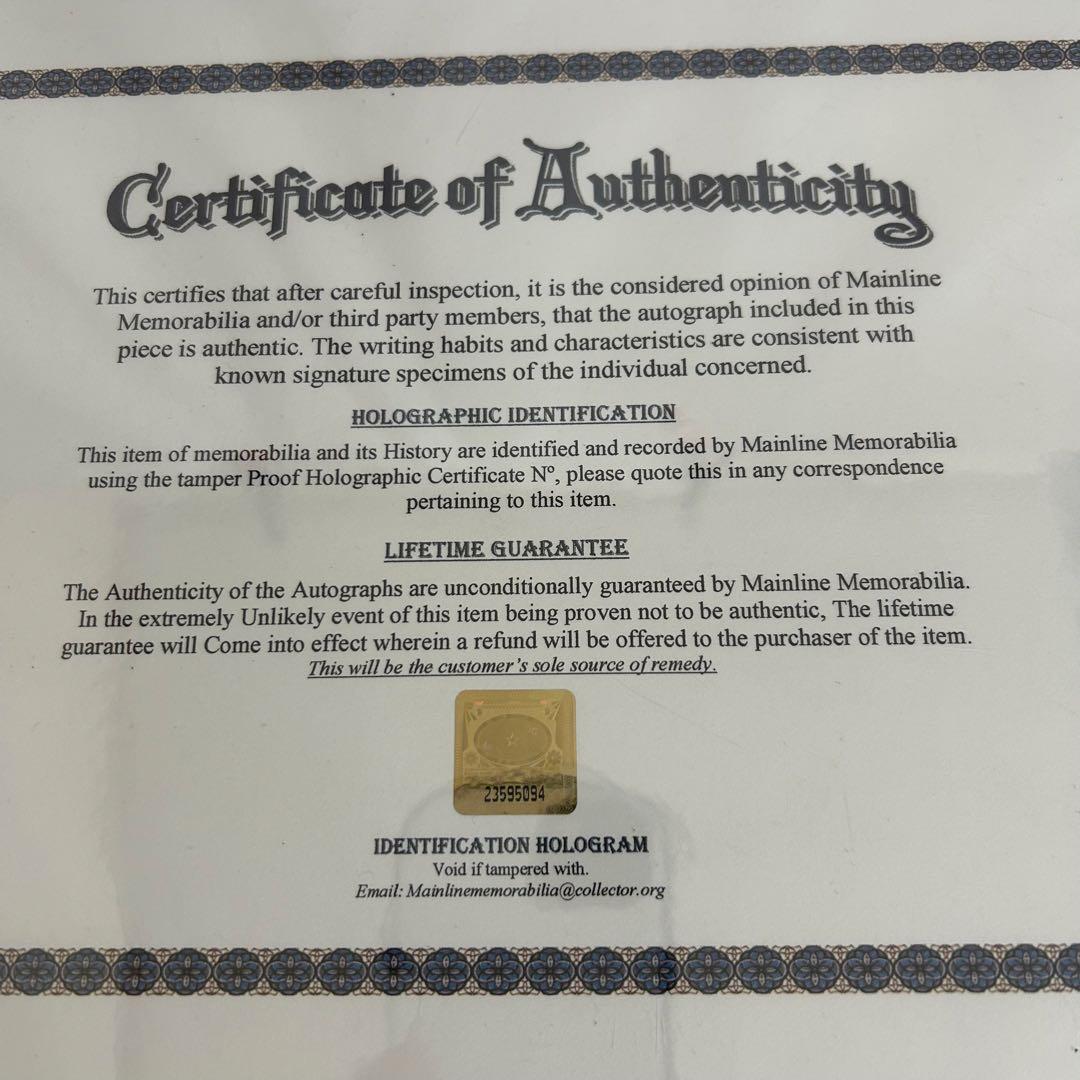 Certificate of Authenticity
This certifies that after careful inspection, it is the considered opinion of Mainline
Memorabilia and/or third party members, that the autograph included in this
piece is authentic. The writing habits and characteristics are consistent with
known signature specimens of the individual concerned.
HOLOGRAPHIC IDENTIFICATION
This item of memorabilia and its History are identified and recorded by Mainline Memorabilia
using the tamper Proof Holographic Certificate Nº, please quote this in any correspondence
pertaining to this item.
LIFETIME GUARANTEE
The Authenticity of the Autographs are unconditionally guaranteed by Mainline Memorabilia.
In the extremely Unlikely event of this item being proven not to be authentic, The lifetime
guarantee will Come into effect wherein a refund will be offered to the purchaser of the item.
This will be the customer's sole source of remedy.
23595094
IDENTIFICATION HOLOGRAM
Void if tampered with.
Email: Mainlinememorabilia@collector.org